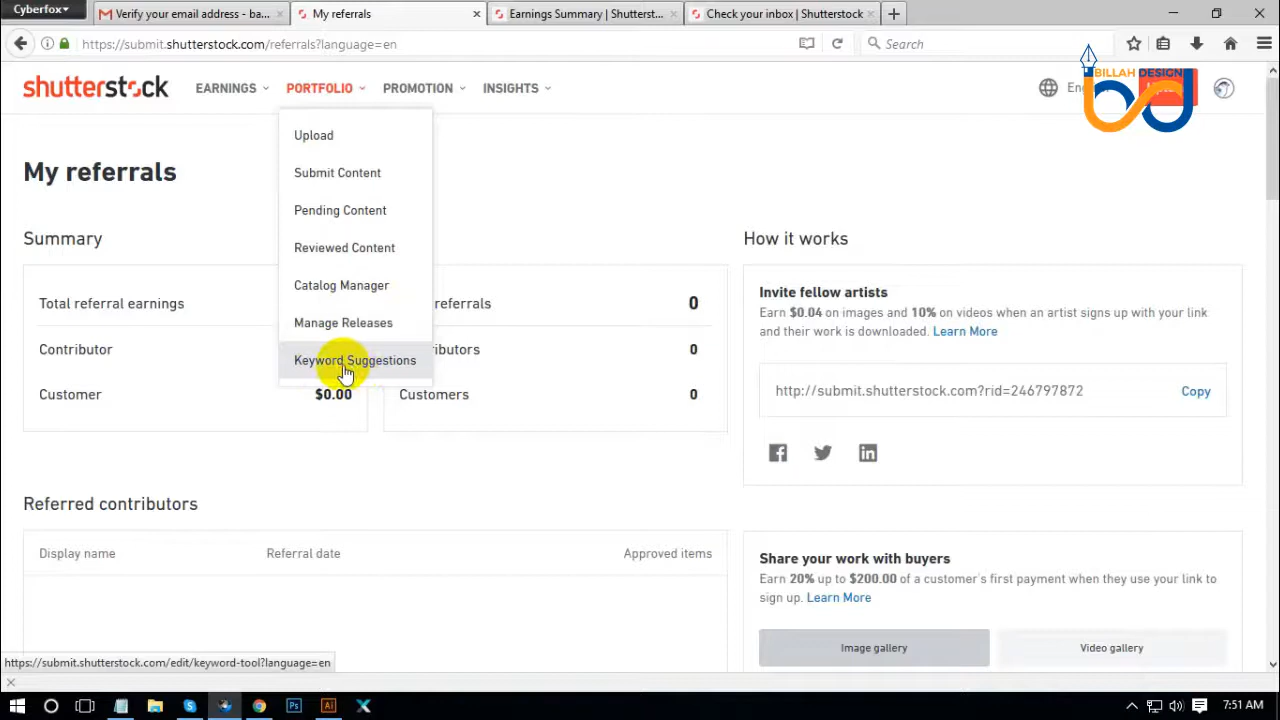 Cyberfox
Verify your email address - ba...
My referrals
Earnings Summary | Shutterst...
Check your inbox | Shutterstock
https://submit.shutterstock.com/referrals?language=en
Search
shutterstock
EARNINGS
PORTFOLIO
PROMOTION
INSIGHTS
BILLAH DESIGN
Upload
Submit Content
Pending Content
Reviewed Content
Catalog Manager
Manage Releases
Keyword Suggestions
My referrals
Summary
Total referral earnings
Contributor
Customer $0.00
referrals 0
0
Customers 0
How it works
Invite fellow artists
Earn $0.04 on images and 10% on videos when an artist signs up with your link
and their work is downloaded. Learn More
http://submit.shutterstock.com?rid=246797872 Copy
Referred contributors
Display name Referral date Approved items
Share your work with buyers
Earn 20% up to $200.00 of a customer's first payment when they use your link to
sign up. Learn More
Image gallery Video gallery
https://submit.shutterstock.com/edit/keyword-tool?language=en
Ps
Ai
7:51 AM